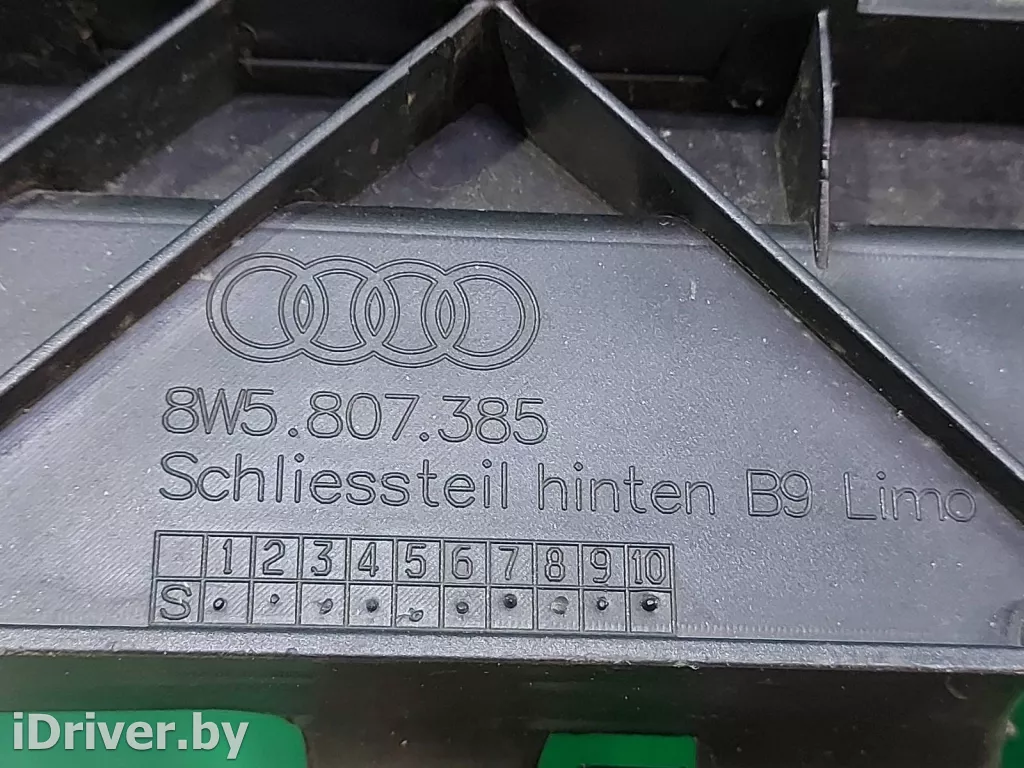 8W5.807.385
Schliessteil hinten B9 Limo
1 2 3 4 5 6 7 8 9 10
S
iDriver.by